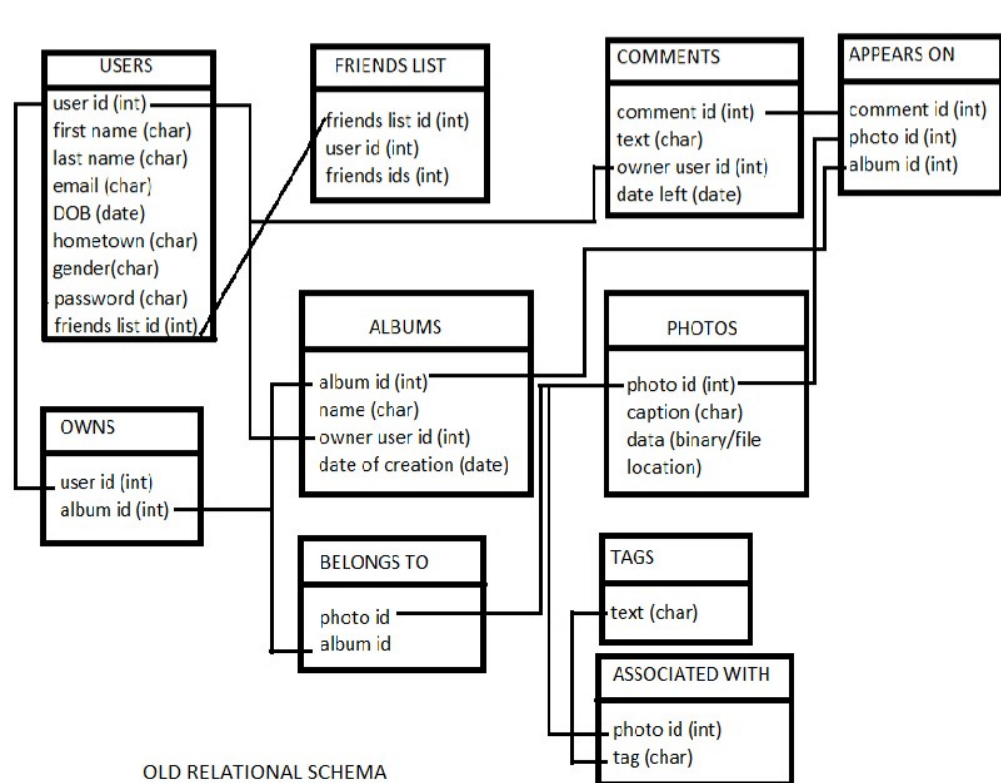 USERS
user id (int)
first name (char)
last name (char)
email (char)
DOB (date)
hometown (char)
gender(char)
password (char)
friends list id (int)
FRIENDS LIST
friends list id (int)
user id (int)
friends ids (int)
COMMENTS
comment id (int)
text (char)
owner user id (int)
date left (date)
APPEARS ON
comment id (int)
photo id (int)
album id (int)
OWNS
user id (int)
album id (int)
ALBUMS
album id (int)
name (char)
owner user id (int)
date of creation (date)
PHOTOS
photo id (int)
caption (char)
data (binary/file
location)
BELONGS TO
photo id
album id
TAGS
text (char)
ASSOCIATED WITH
photo id (int)
tag (char)
OLD RELATIONAL SCHEMA